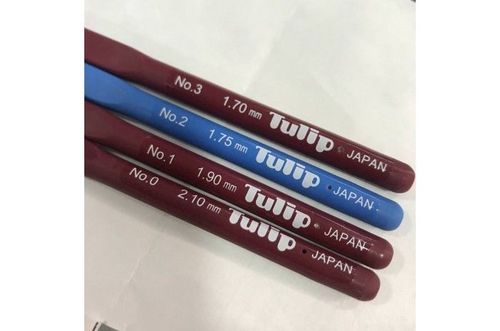 No.3 1.70 mm Tulip JAPAN
No.2 1.75 mm Tulip JAPAN
No.1 1.90 mm Tulip JAPAN
No.0 2.10 mm Tulip JAPAN